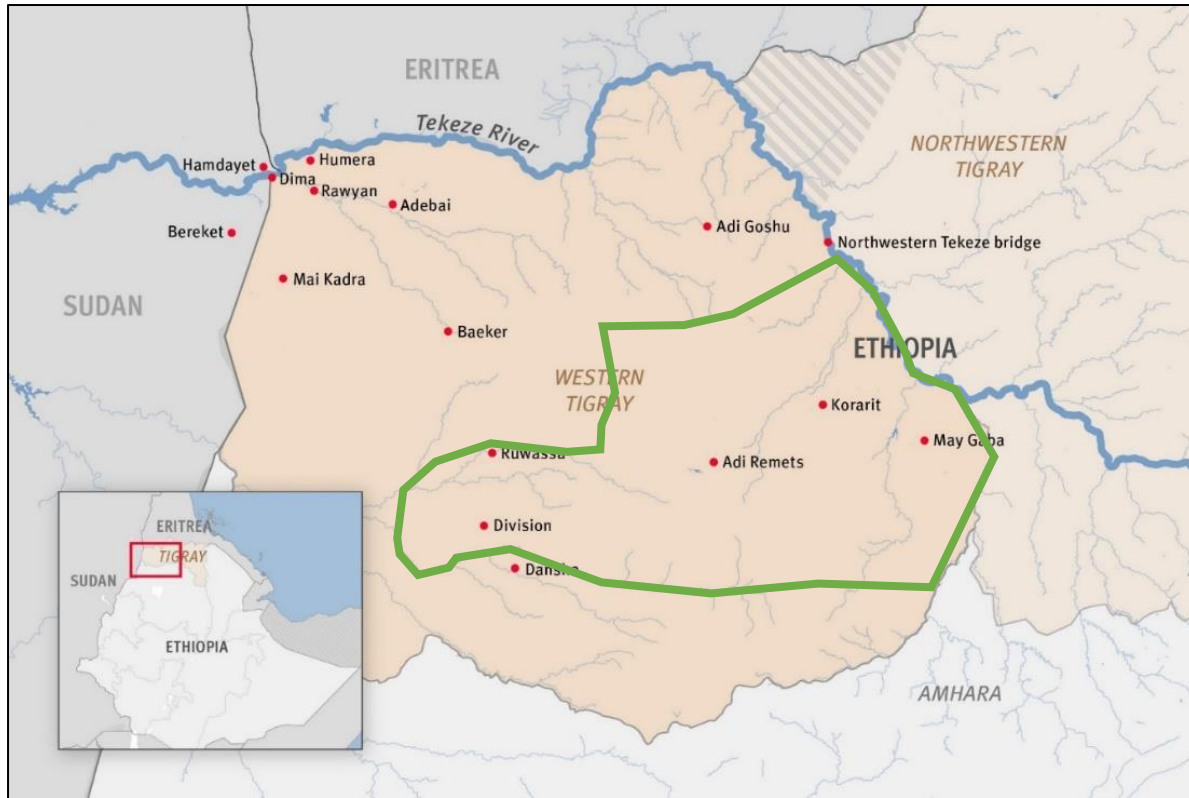 ERITREA
Tekeze River
NORTHWESTERN
TIGRAY
Hamdayet
Humera
Dima
Rawyan
Adebai
Bereket
Adi Goshu
Northwestern Tekeze bridge
Mai Kadra
SUDAN
Baeker
ETHIOPIA
WESTERN
TIGRAY
Korarit
May Gaba
Ruwassa
Adi Remets
Division
Dansha
ERITREA
TIGRAY
SUDAN
ETHIOPIA
AMHARA